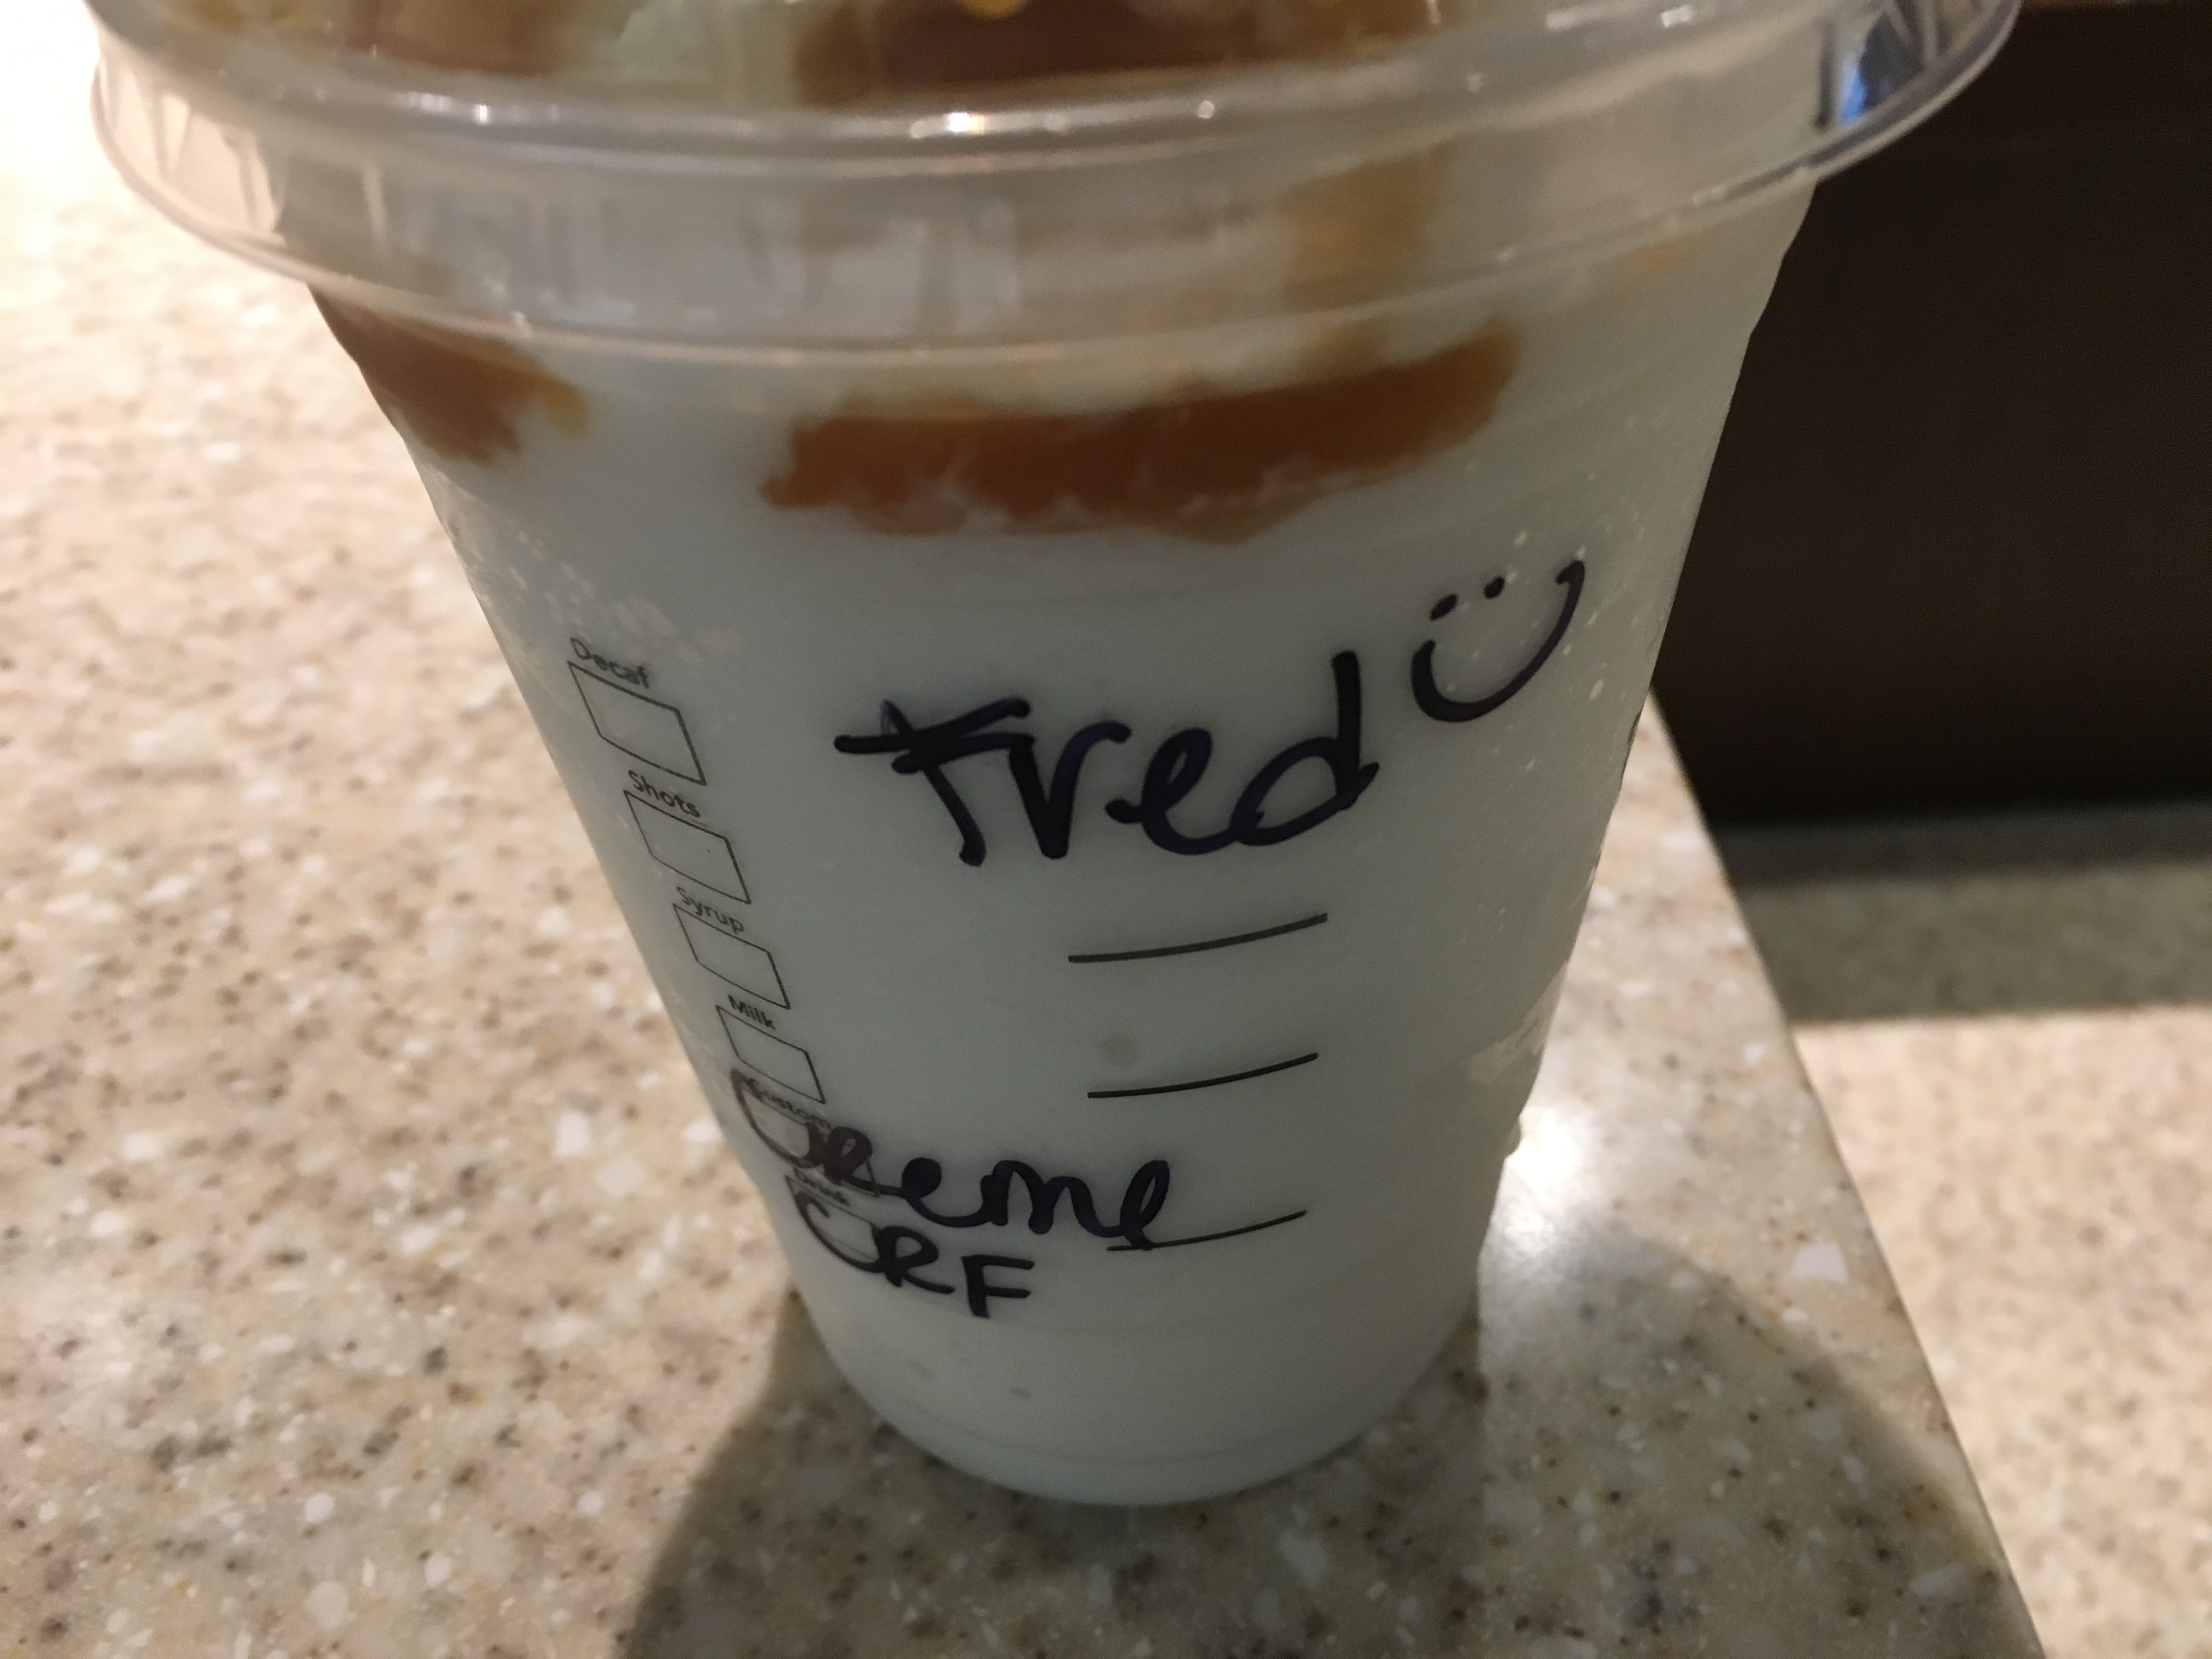 Fred
Decaf
Shots
Syrup
Milk
Custom
Creme
Drink
CRF